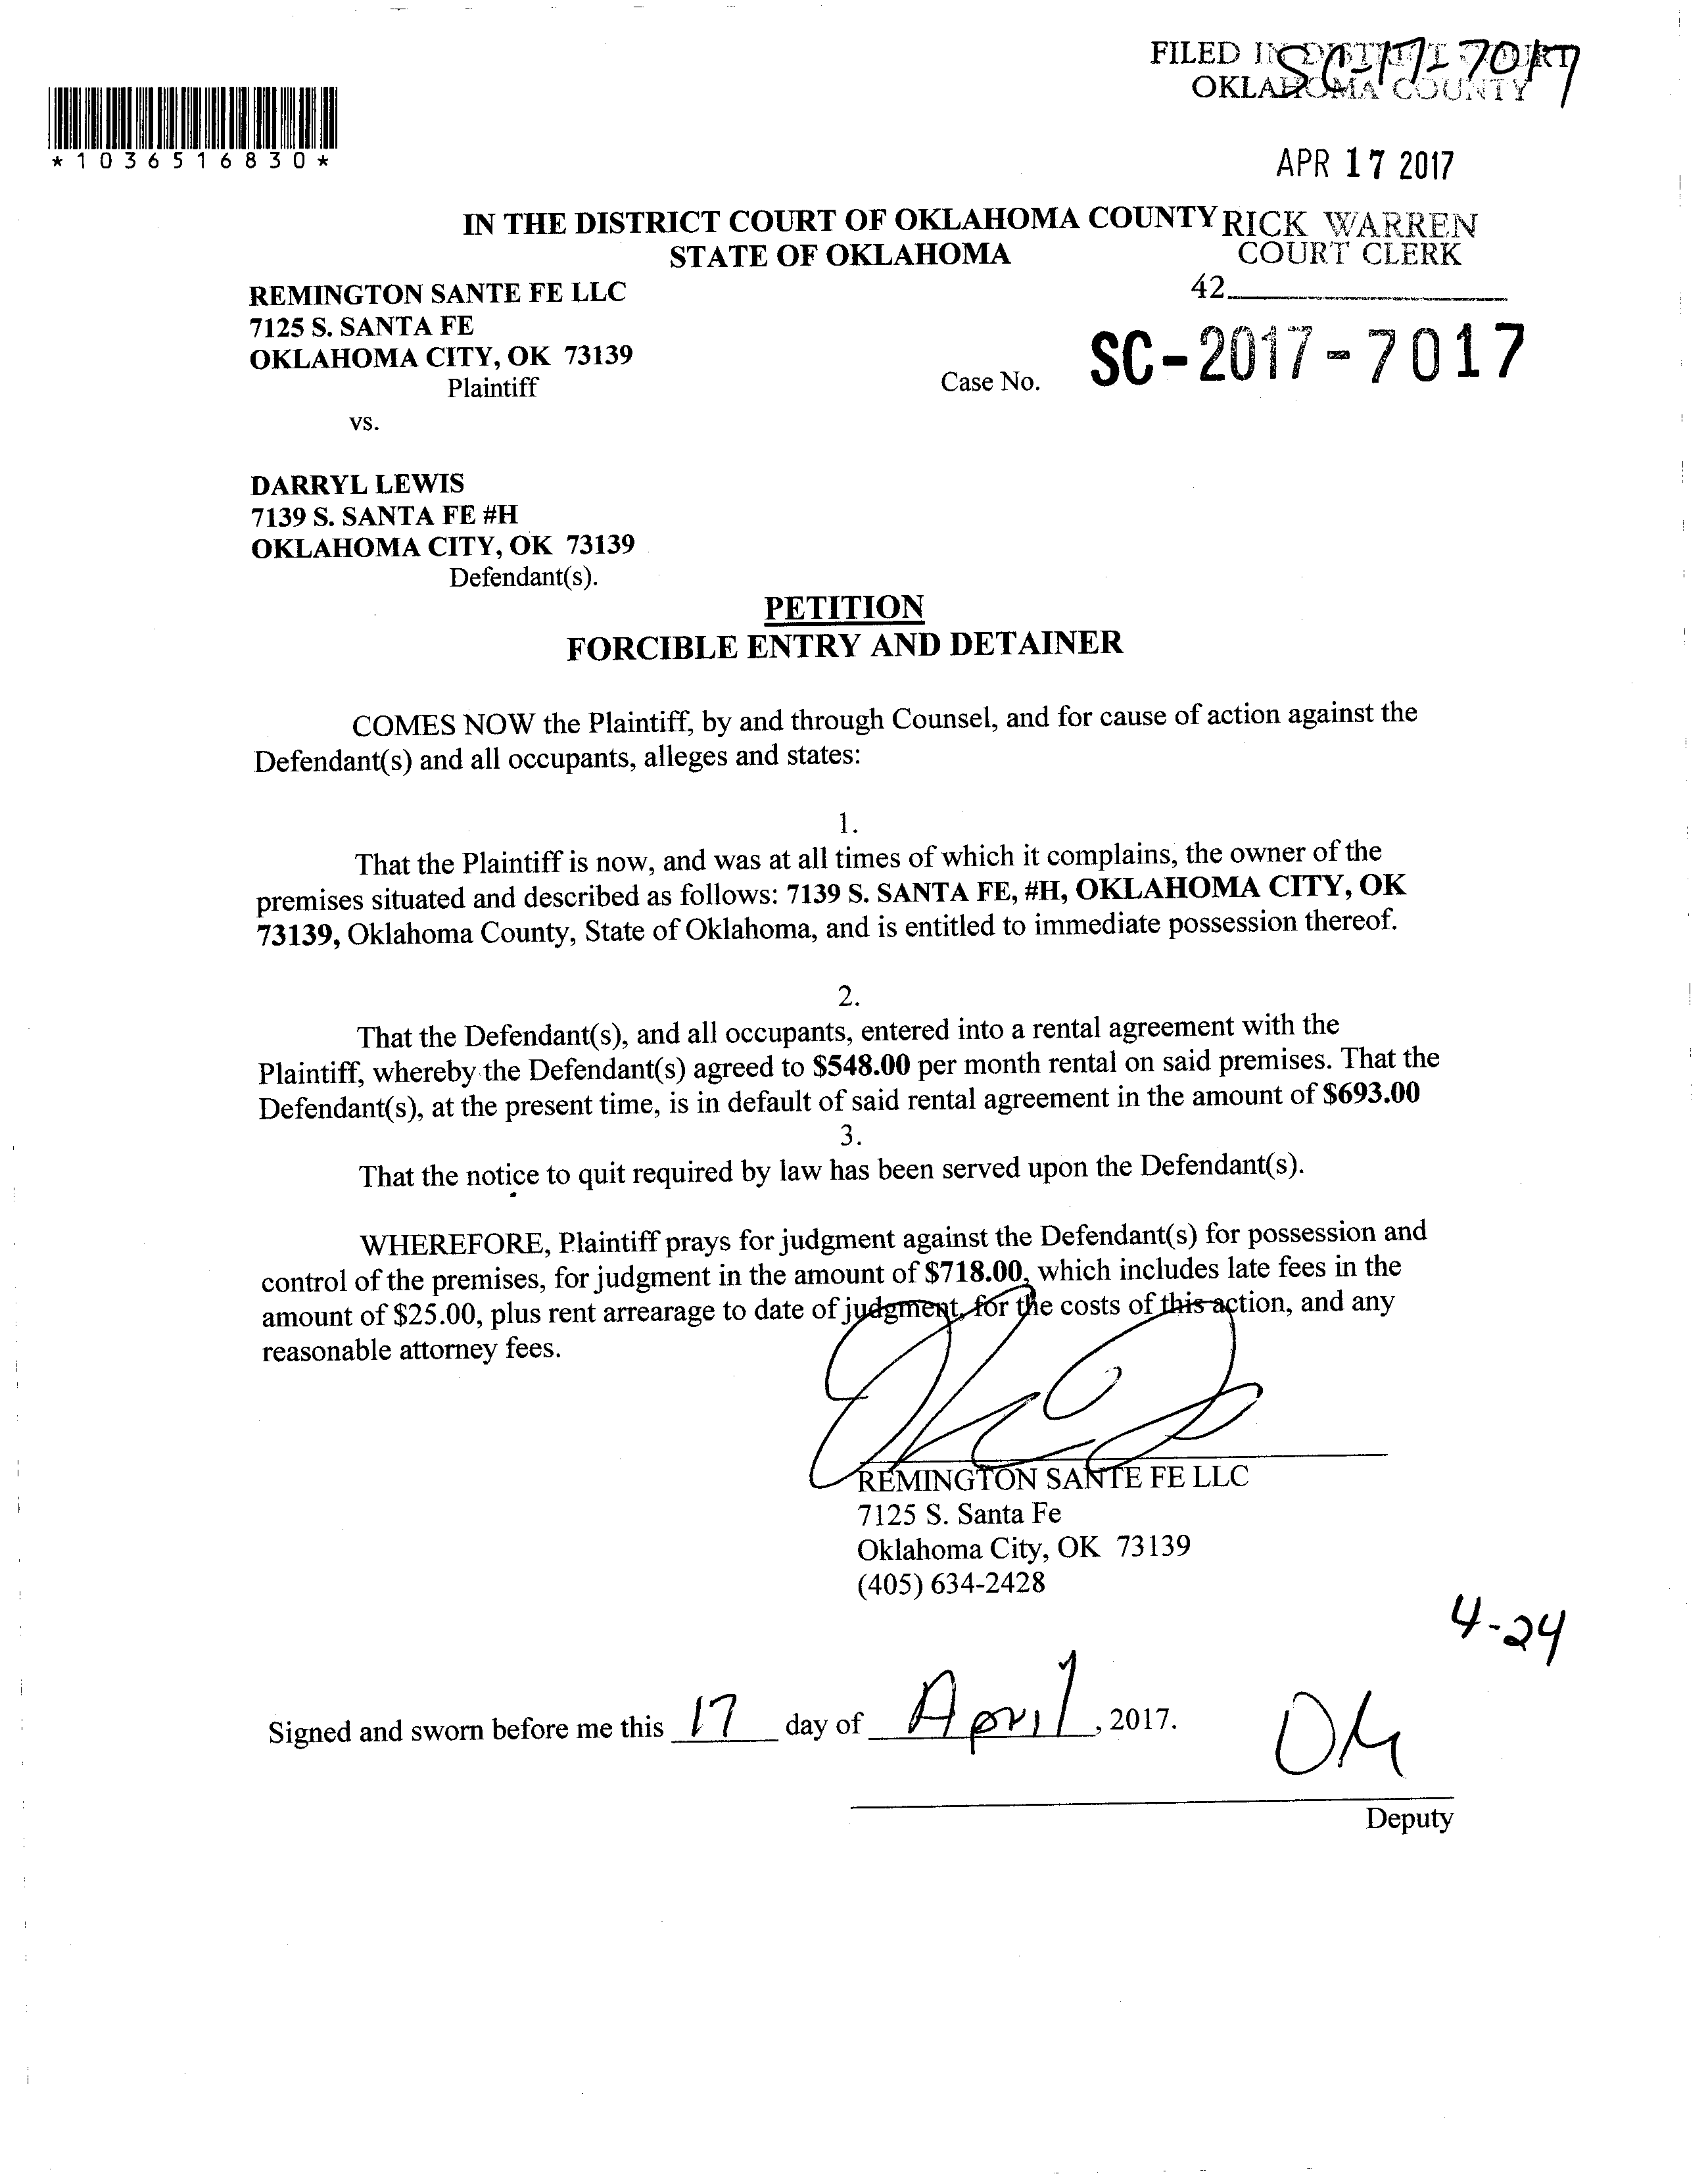 FILED IN DISTRICT COURT
OKLAHOMA COUNTY
SC-17-7017
*1036516830*
APR 17 2017
IN THE DISTRICT COURT OF OKLAHOMA COUNTY
STATE OF OKLAHOMA
RICK WARREN
COURT CLERK
42
REMINGTON SANTE FE LLC
7125 S. SANTA FE
OKLAHOMA CITY, OK 73139
Plaintiff
Case No. SC-2017-7017
vs.
DARRYL LEWIS
7139 S. SANTA FE #H
OKLAHOMA CITY, OK 73139
Defendant(s).
PETITION
FORCIBLE ENTRY AND DETAINER
COMES NOW the Plaintiff, by and through Counsel, and for cause of action against the
Defendant(s) and all occupants, alleges and states:
1.
That the Plaintiff is now, and was at all times of which it complains, the owner of the
premises situated and described as follows: 7139 S. SANTA FE, #H, OKLAHOMA CITY, OK
73139, Oklahoma County, State of Oklahoma, and is entitled to immediate possession thereof.
2.
That the Defendant(s), and all occupants, entered into a rental agreement with the
Plaintiff, whereby the Defendant(s) agreed to $548.00 per month rental on said premises. That the
Defendant(s), at the present time, is in default of said rental agreement in the amount of $693.00
3.
That the notice to quit required by law has been served upon the Defendant(s).
WHEREFORE, Plaintiff prays for judgment against the Defendant(s) for possession and
control of the premises, for judgment in the amount of $718.00, which includes late fees in the
amount of $25.00, plus rent arrearage to date of judgment, for the costs of this action, and any
reasonable attorney fees.
REMINGTON SANTE FE LLC
7125 S. Santa Fe
Oklahoma City, OK 73139
(405) 634-2428
4-24
Signed and sworn before me this 17 day of April, 2017.
Deputy